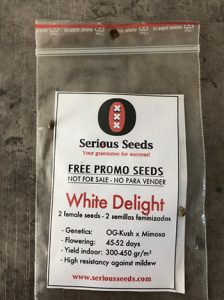 Serious Seeds
Your guarantee for success!
FREE PROMO SEEDS
NOT FOR SALE - NO PARA VENDER
White Delight
2 female seeds - 2 semillas feminizadas
- Genetics: OG-Kush x Mimosa
- Flowering: 45-52 days
- Yield indoor: 300-450 gr/m²
- High resistance against mildew
www.seriousseeds.com